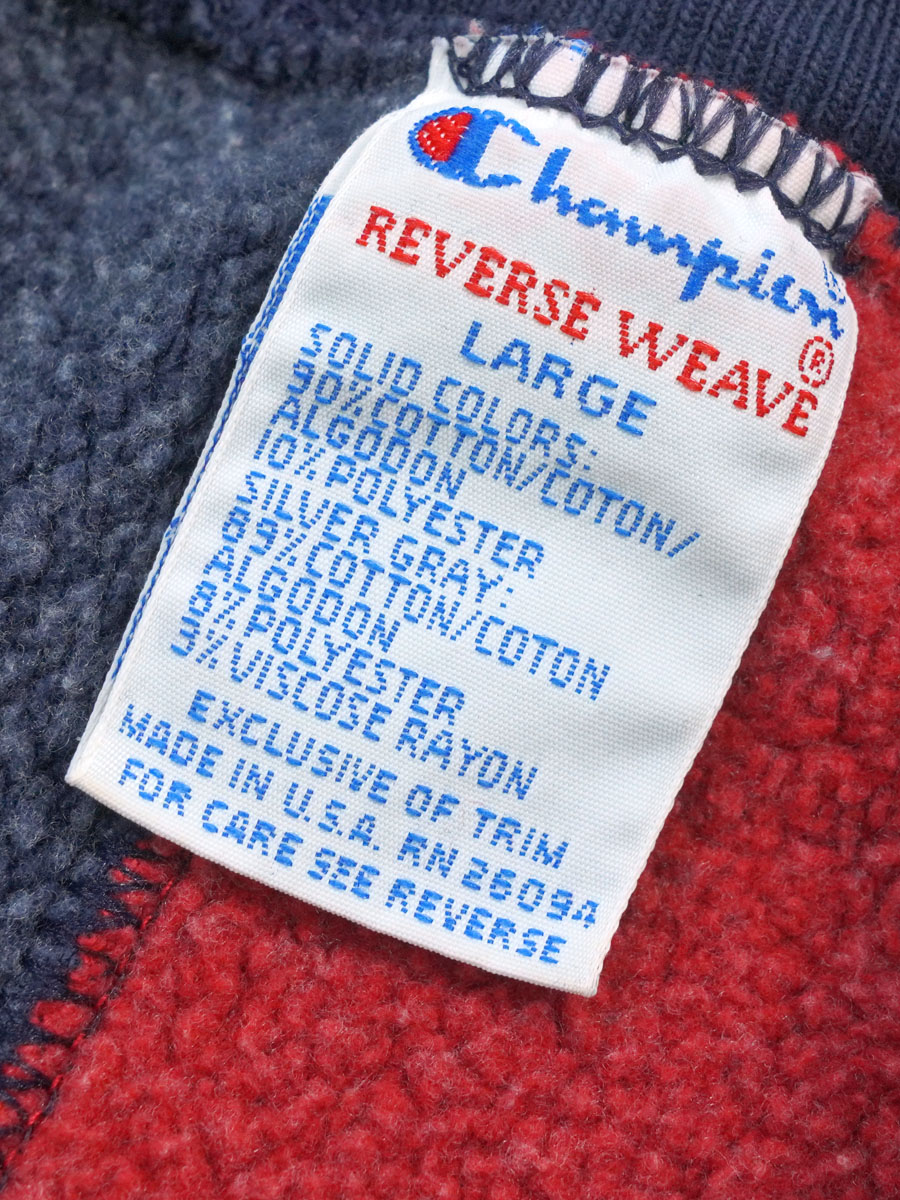 Champion®
REVERSE WEAVE®
LARGE
SOLID COLORS:
90% COTTON/COTON/
ALGODON
10% POLYESTER
SILVER GRAY:
89% COTTON/COTON
ALGODON
8% POLYESTER
3% VISCOSE RAYON
EXCLUSIVE OF TRIM
MADE IN U.S.A. RN 26094
FOR CARE SEE REVERSE